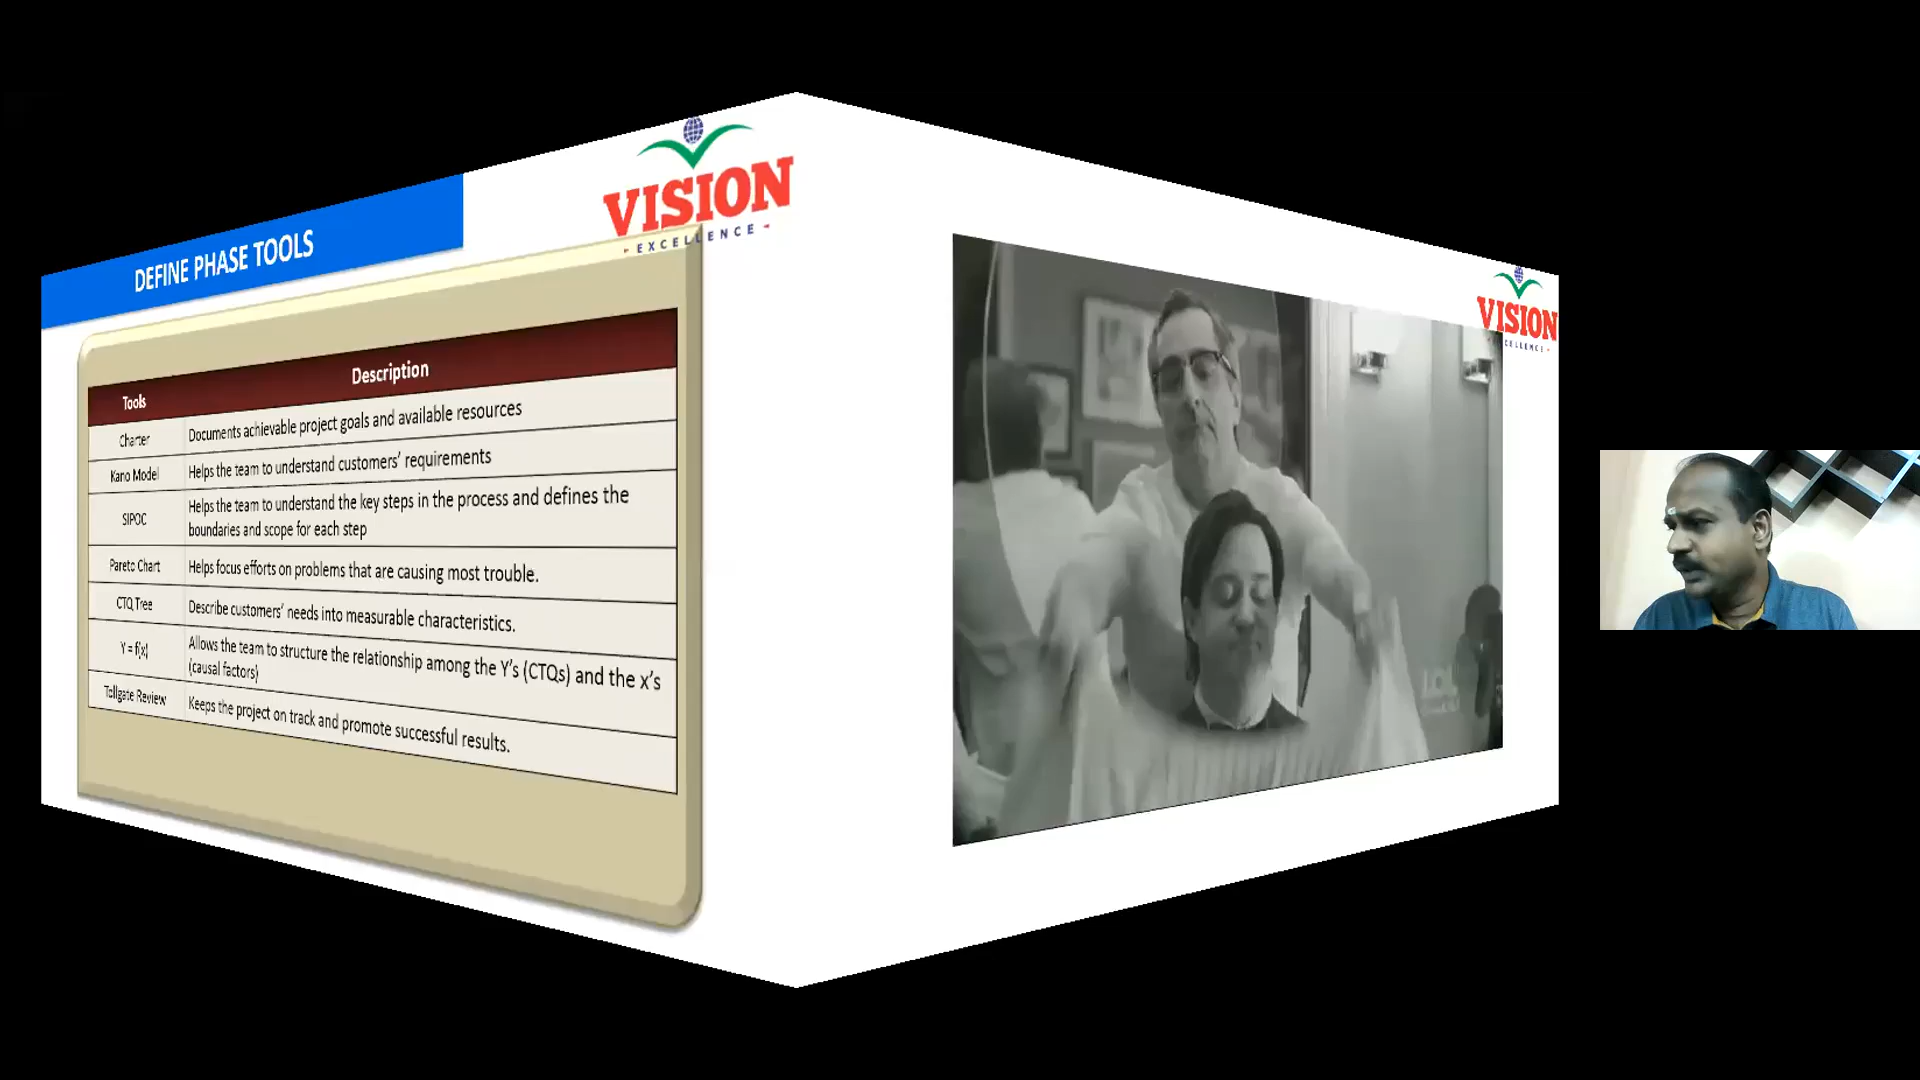 VISION
- EXCELLENCE -
DEFINE PHASE TOOLS
Tools
Description
Charter
Documents achievable project goals and available resources
Kano Model
Helps the team to understand customers' requirements
SIPOC
Helps the team to understand the key steps in the process and defines the
boundaries and scope for each step
Pareto Chart
Helps focus efforts on problems that are causing most trouble.
CTQ Tree
Describe customers' needs into measurable characteristics.
Y = f(x)
Allows the team to structure the relationship among the Y's (CTQs) and the x's
(causal factors)
Tollgate Review
Keeps the project on track and promote successful results.
VISION
CELLENCE -
LOL